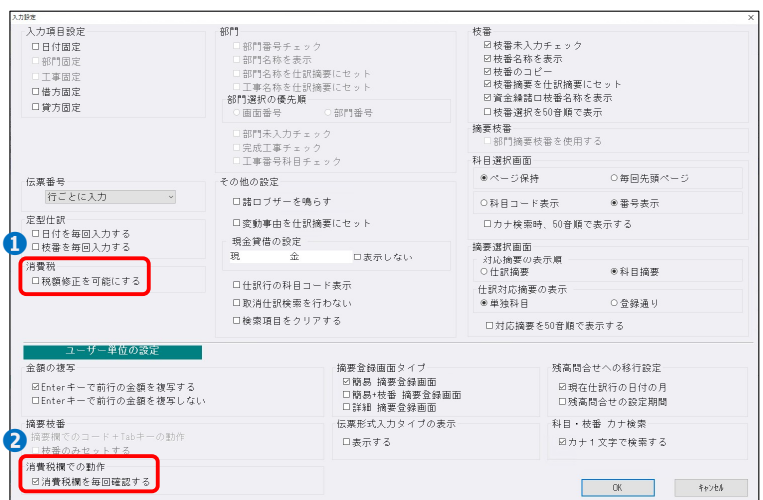 入力設定
入力項目設定
日付固定
部門固定
工事固定
借方固定
貸方固定
伝票番号
行ごとに入力
定型仕訳
1
日付を毎回入力する
枝番を毎回入力する
消費税
税額修正を可能にする
部門
部門番号チェック
部門名称を表示
部門名称を仕訳摘要にセット
工事名称を仕訳摘要にセット
部門選択の優先順
画面番号 部門番号
部門未入力チェック
完成工事チェック
工事番号科目チェック
その他の設定
諸口ブザーを鳴らす
変動事由を仕訳摘要にセット
現金貸借の設定
現 金 表示しない
仕訳行の科目コード表示
取消仕訳検索を行わない
検索項目をクリアする
枝番
枝番未入力チェック
枝番名称を表示
枝番のコピー
枝番摘要を仕訳摘要にセット
資金繰諸口枝番名称を表示
枝番選択を50音順で表示
摘要枝番
部門摘要枝番を使用する
科目選択画面
ページ保持 毎回先頭ページ
科目コード表示 番号表示
カナ検索時、50音順で表示する
摘要選択画面
対応摘要の表示順
仕訳摘要 科目摘要
仕訳対応摘要の表示
単独科目 登録通り
対応摘要を50音順で表示する
ユーザー単位の設定
金額の複写
Enterキーで前行の金額を複写する
Enterキーで前行の金額を複写しない
摘要枝番
2
摘要欄でのコード+Tabキーの動作
枝番のみセットする
消費税欄での動作
消費税欄を毎回確認する
摘要登録画面タイプ
簡易 摘要登録画面
簡易+枝番 摘要登録画面
詳細 摘要登録画面
伝票形式入力タイプの表示
表示する
残高問合せへの移行設定
現在仕訳行の日付の月
残高問合せの設定期間
科目・枝番 カナ検索
カナ1文字で検索する
OK キャンセル